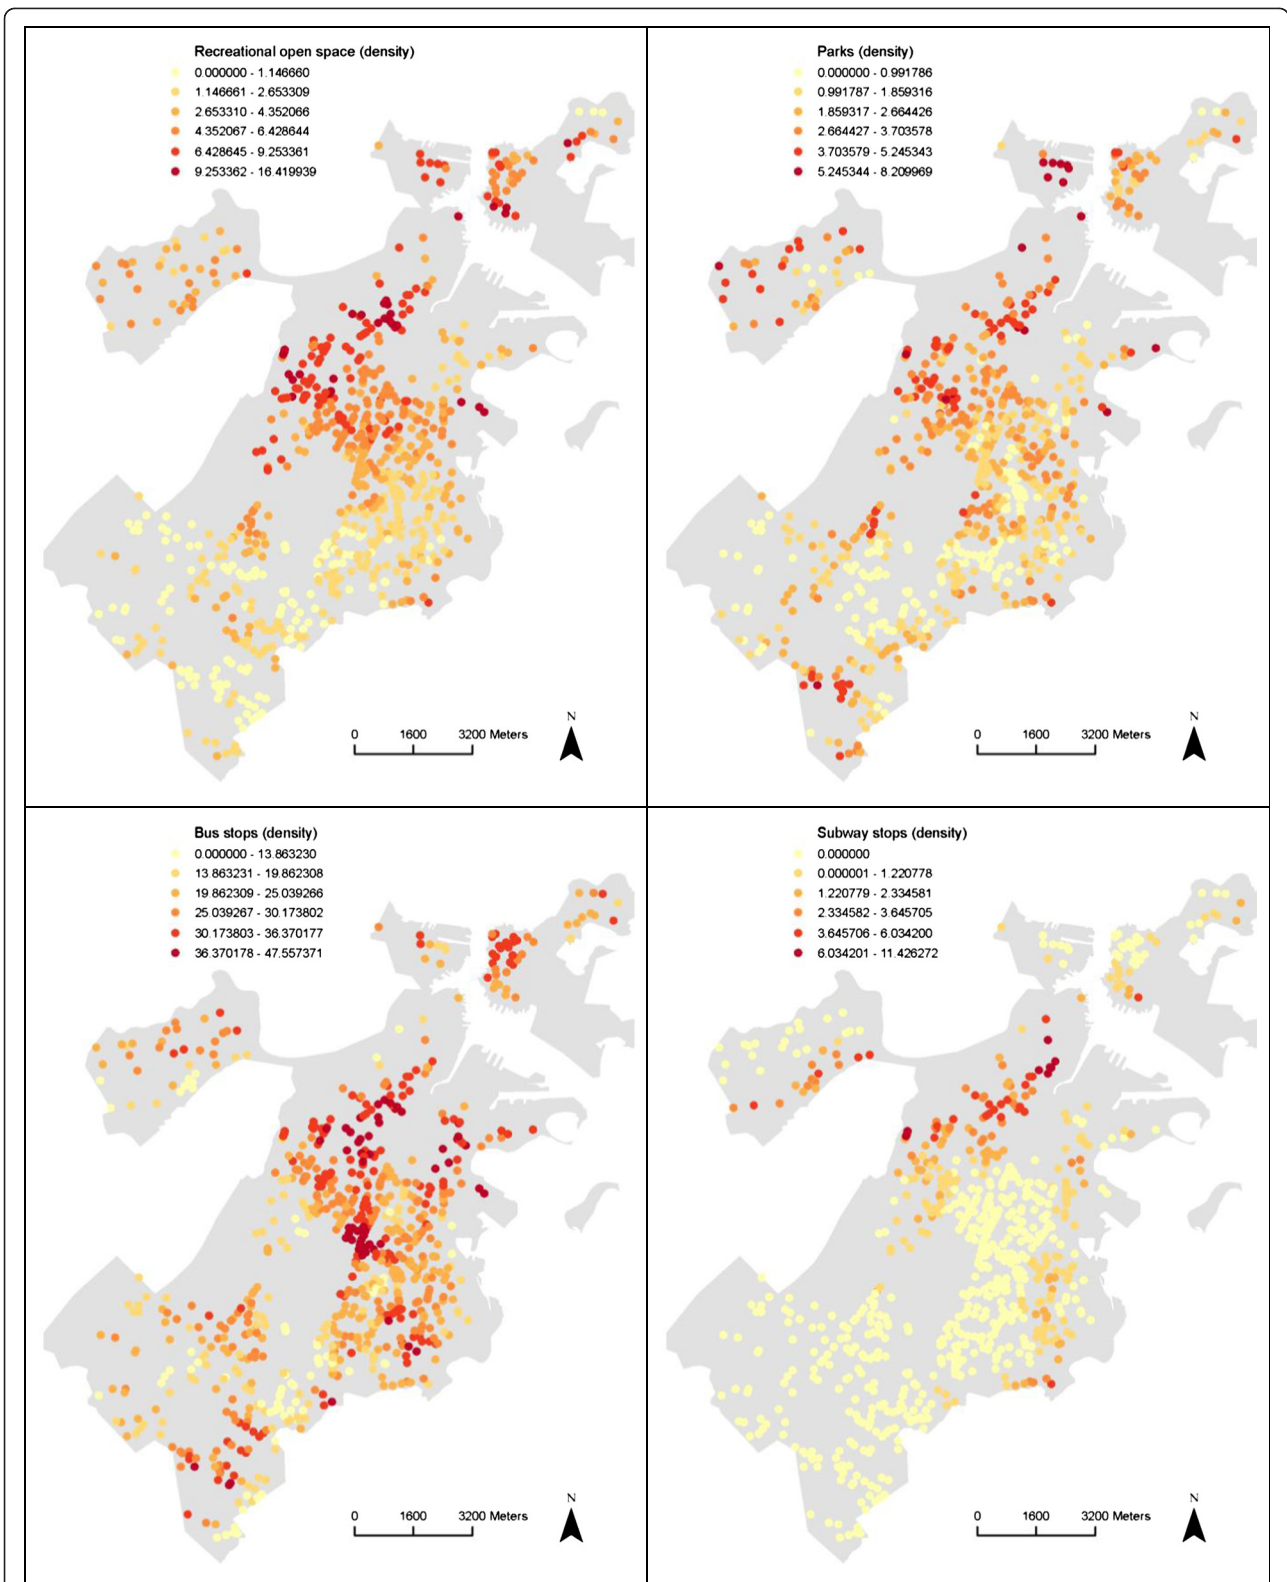 Recreational open space (density)
0.000000 - 1.146660
1.146661 - 2.653309
2.653310 - 4.352066
4.352067 - 6.428644
6.428645 - 9.253361
9.253362 - 16.419939
N
0 1600 3200 Meters
Parks (density)
0.000000 - 0.991786
0.991787 - 1.859316
1.859317 - 2.664426
2.664427 - 3.703578
3.703579 - 5.245343
5.245344 - 8.209969
N
0 1600 3200 Meters
Bus stops (density)
0.000000 - 13.863230
13.863231 - 19.862308
19.862309 - 25.039266
25.039267 - 30.173802
30.173803 - 36.370177
36.370178 - 47.557371
N
0 1600 3200 Meters
Subway stops (density)
0.000000
0.000001 - 1.220778
1.220779 - 2.334581
2.334582 - 3.645705
3.645706 - 6.034200
6.034201 - 11.426272
N
0 1600 3200 Meters